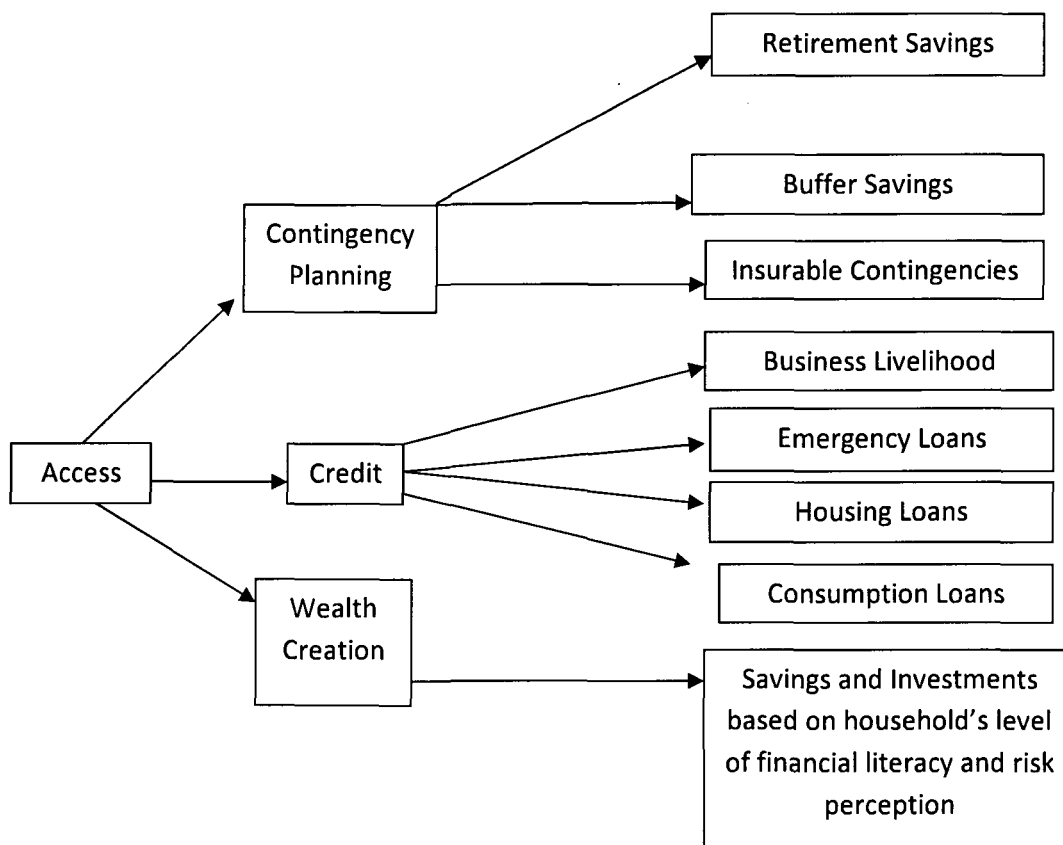 Retirement Savings
Buffer Savings
Contingency
Planning
Insurable Contingencies
Business Livelihood
Emergency Loans
Access
Credit
Housing Loans
Consumption Loans
Wealth
Creation
Savings and Investments
based on household's level
of financial literacy and risk
perception